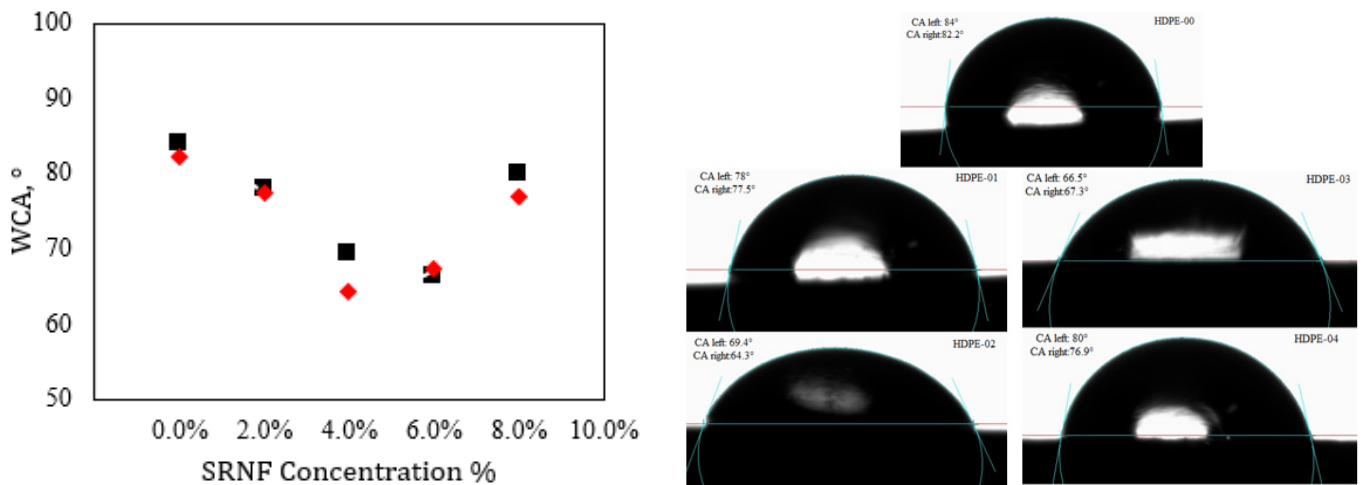 100
90
80
70
60
50
WCA, °
0.0% 2.0% 4.0% 6.0% 8.0% 10.0%
SRNF Concentration %
CA left: 84°
CA right:82.2°
HDPE-00
CA left: 78°
CA right:77.5°
HDPE-01
CA left: 66.5°
CA right:67.3°
HDPE-03
CA left: 69.4°
CA right:64.3°
HDPE-02
CA left: 80°
CA right:76.9°
HDPE-04